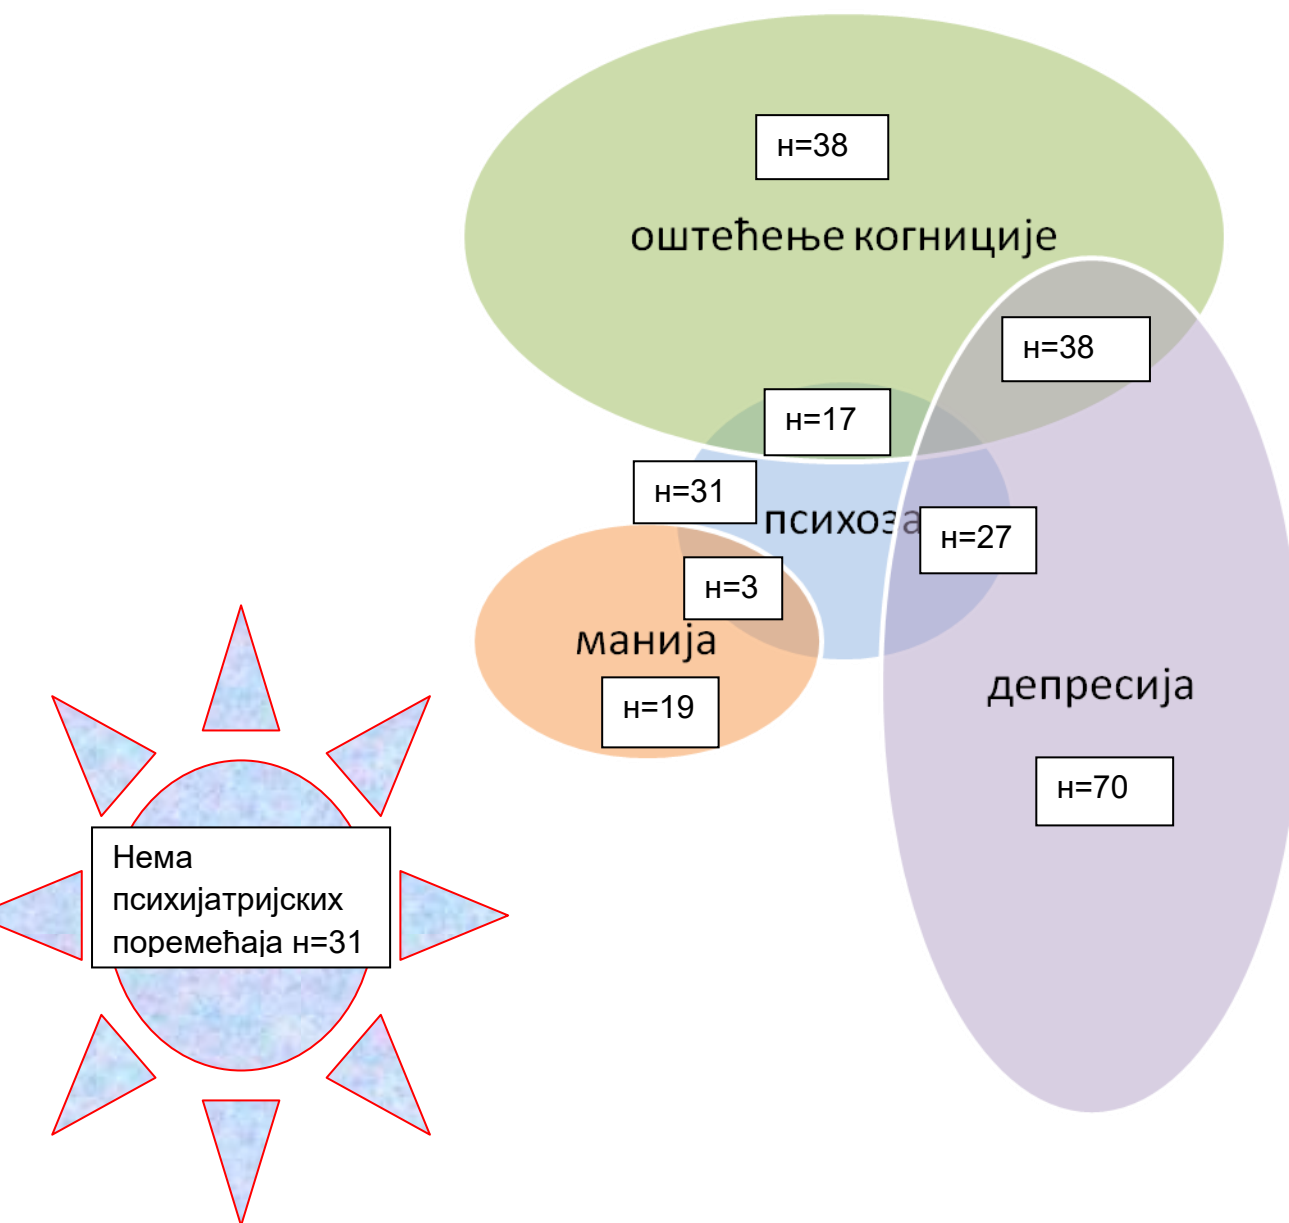 н=38
оштећење когниције
н=38
н=17
н=31
психоза
н=27
н=3
манија
н=19
депресија
н=70
Нема
психијатријских
поремећаја н=31